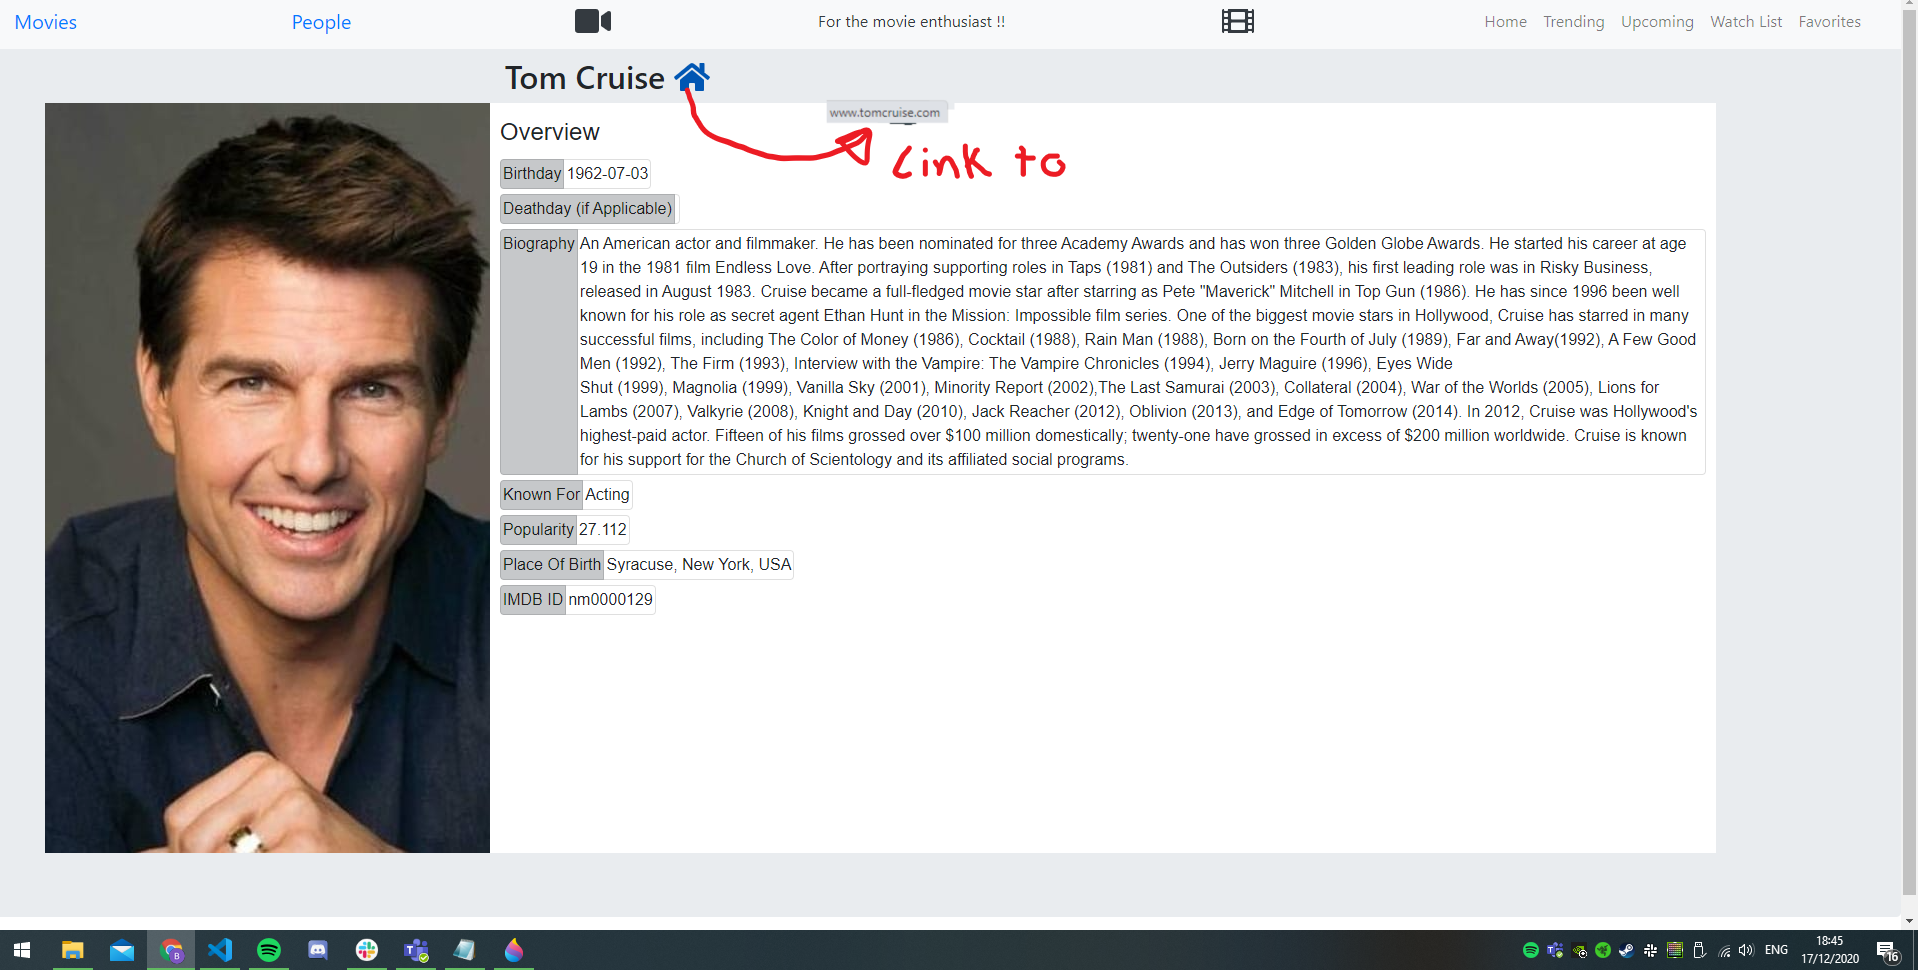 Movies People For the movie enthusiast !! Home Trending Upcoming Watch List Favorites
Tom Cruise
www.tomcruise.com
Overview
Link to
Birthday 1962-07-03
Deathday (if Applicable)
Biography An American actor and filmmaker. He has been nominated for three Academy Awards and has won three Golden Globe Awards. He started his career at age
19 in the 1981 film Endless Love. After portraying supporting roles in Taps (1981) and The Outsiders (1983), his first leading role was in Risky Business,
released in August 1983. Cruise became a full-fledged movie star after starring as Pete "Maverick" Mitchell in Top Gun (1986). He has since 1996 been well
known for his role as secret agent Ethan Hunt in the Mission: Impossible film series. One of the biggest movie stars in Hollywood, Cruise has starred in many
successful films, including The Color of Money (1986), Cocktail (1988), Rain Man (1988), Born on the Fourth of July (1989), Far and Away(1992), A Few Good
Men (1992), The Firm (1993), Interview with the Vampire: The Vampire Chronicles (1994), Jerry Maguire (1996), Eyes Wide
Shut (1999), Magnolia (1999), Vanilla Sky (2001), Minority Report (2002),The Last Samurai (2003), Collateral (2004), War of the Worlds (2005), Lions for
Lambs (2007), Valkyrie (2008), Knight and Day (2010), Jack Reacher (2012), Oblivion (2013), and Edge of Tomorrow (2014). In 2012, Cruise was Hollywood's
highest-paid actor. Fifteen of his films grossed over $100 million domestically; twenty-one have grossed in excess of $200 million worldwide. Cruise is known
for his support for the Church of Scientology and its affiliated social programs.
Known For Acting
Popularity 27.112
Place Of Birth Syracuse, New York, USA
IMDB ID nm0000129
ENG 18:45
17/12/2020 16